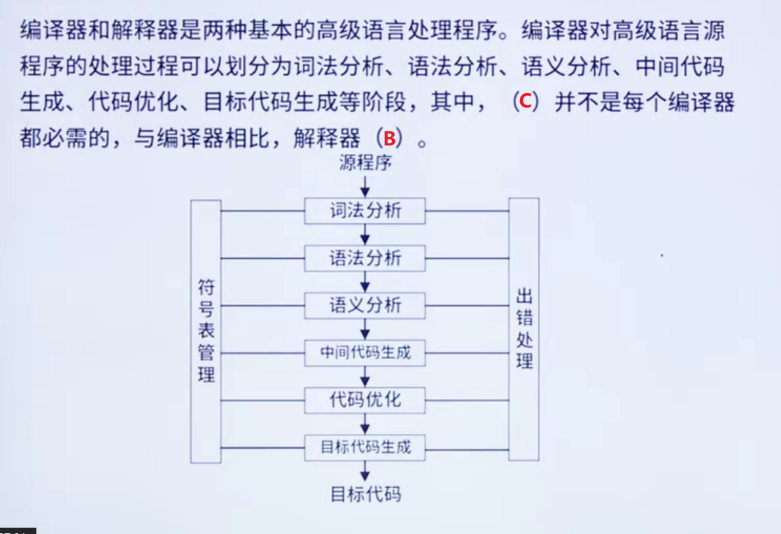 编译器和解释器是两种基本的高级语言处理程序。编译器对高级语言源
程序的处理过程可以划分为词法分析、语法分析、语义分析、中间代码
生成、代码优化、目标代码生成等阶段，其中，（C）并不是每个编译器
都必需的，与编译器相比，解释器（B）。
源程序
词法分析
语法分析
语义分析
中间代码生成
代码优化
目标代码生成
目标代码
符号表管理
出错处理